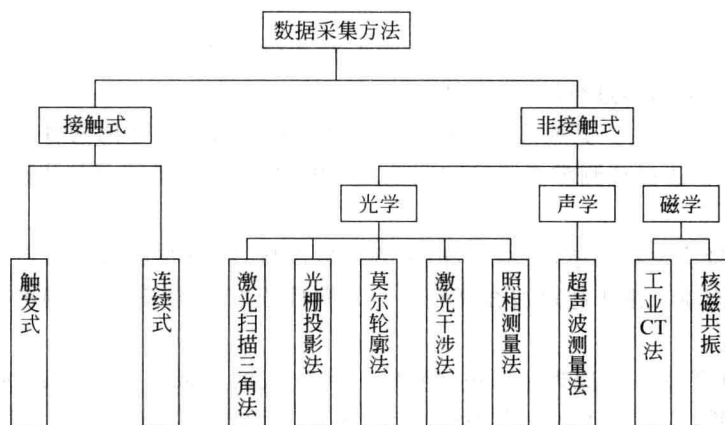 数据采集方法
接触式
非接触式
光学
声学
磁学
触发式
连续式
激光扫描三角法
光栅投影法
莫尔轮廓法
激光干涉法
照相测量法
超声波测量法
工业CT法
核磁共振